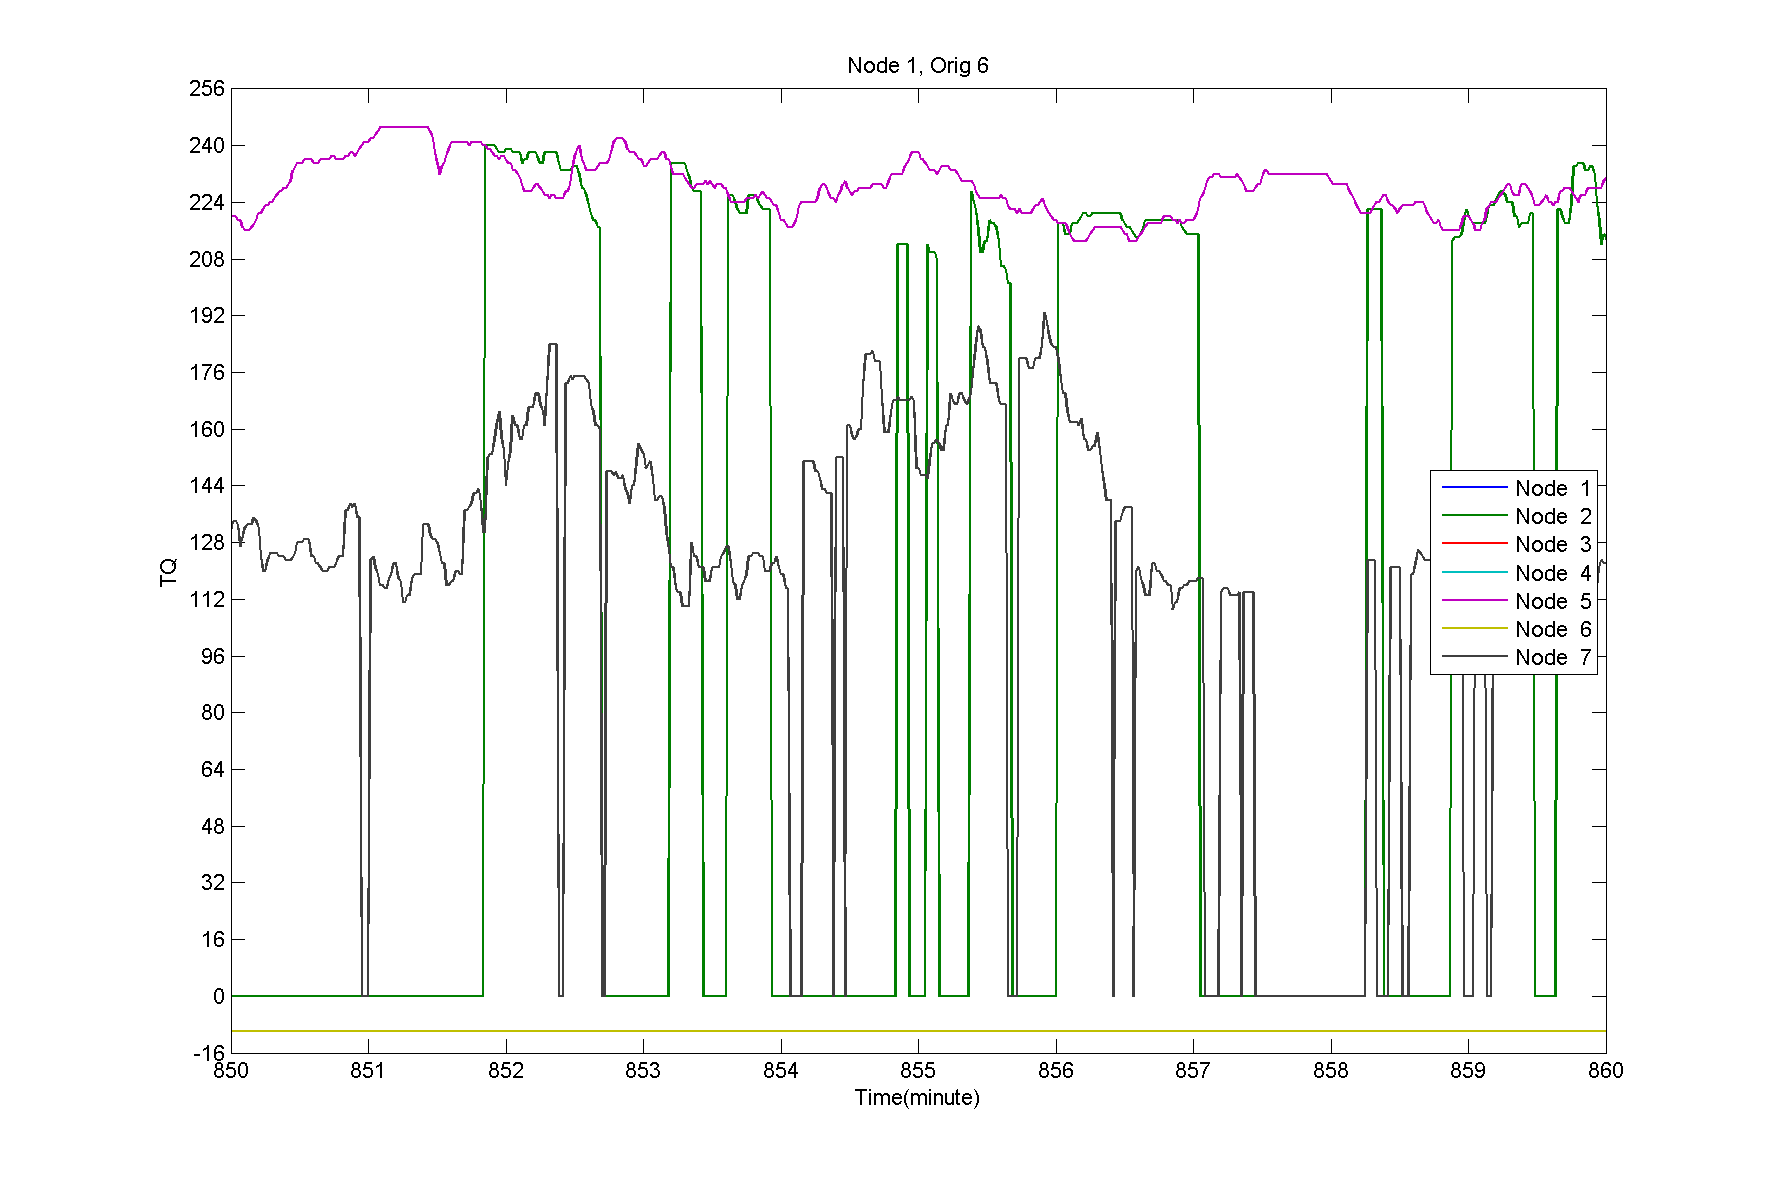 Node 1, Orig 6
256
240
224
208
192
176
160
144
128
112
96
80
64
48
32
16
0
-16
TQ
Node 1
Node 2
Node 3
Node 4
Node 5
Node 6
Node 7
850 851 852 853 854 855 856 857 858 859 860
Time(minute)